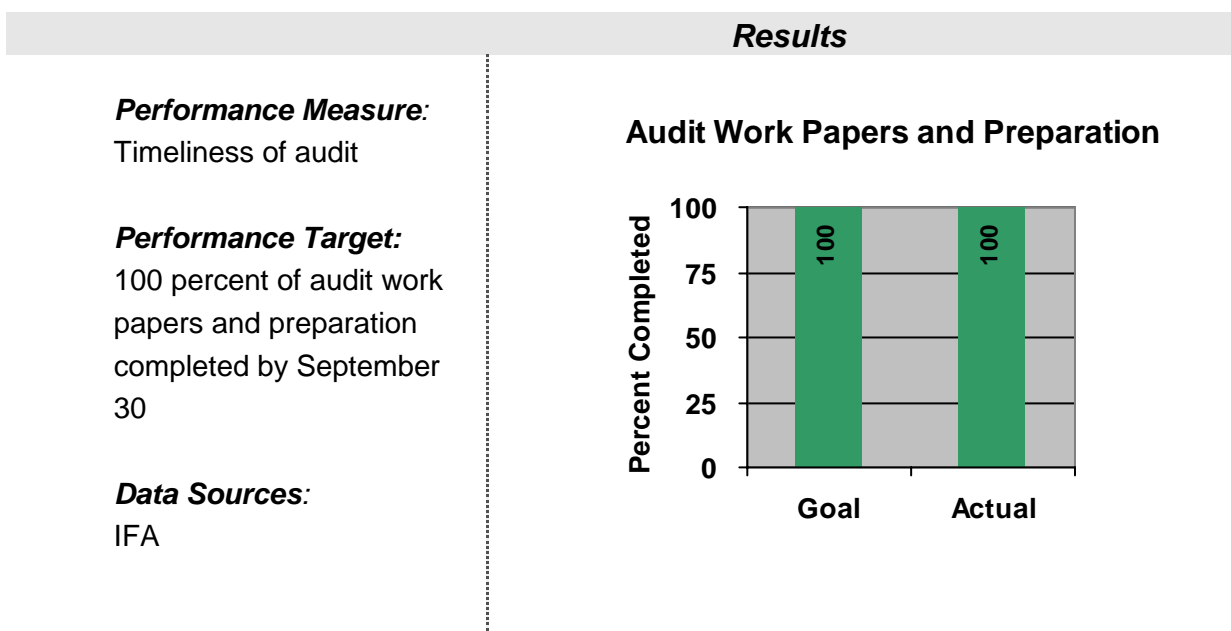 Results
Performance Measure:
Timeliness of audit
Performance Target:
100 percent of audit work
papers and preparation
completed by September
30
Data Sources:
IFA
Audit Work Papers and Preparation
Percent Completed
100
75
50
25
0
100
100
Goal
Actual